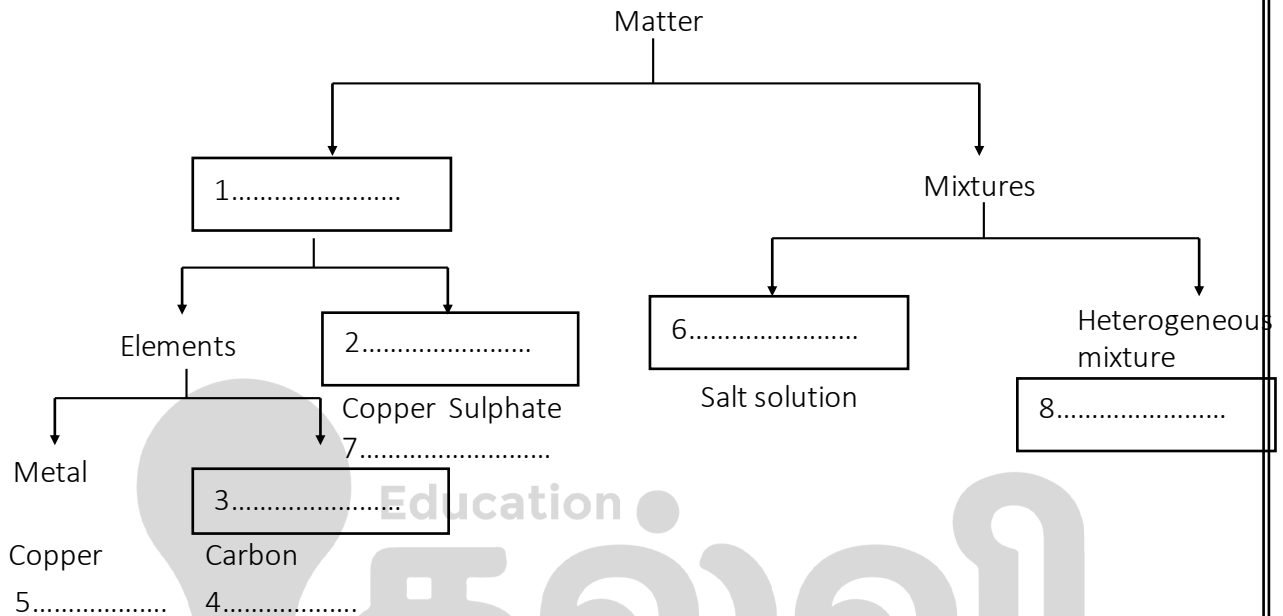 Matter
1........................
Mixtures
Elements
2........................
6........................
Heterogeneous
mixture
Copper Sulphate
7...........................
Salt solution
8........................
Metal
3........................
Education
கல்வி
Copper
Carbon
5...................
4...................